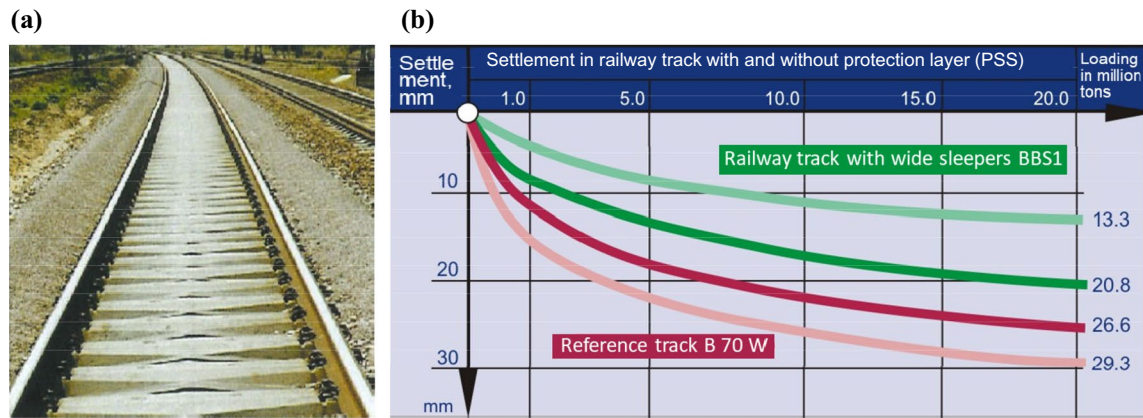 (a)
(b)
Settle
ment,
mm
Settlement in railway track with and without protection layer (PSS)
Loading
in million
tons
1.0
5.0
10.0
15.0
20.0
Railway track with wide sleepers BBS1
10
13.3
20
20.8
26.6
Reference track B 70 W
30
29.3
mm